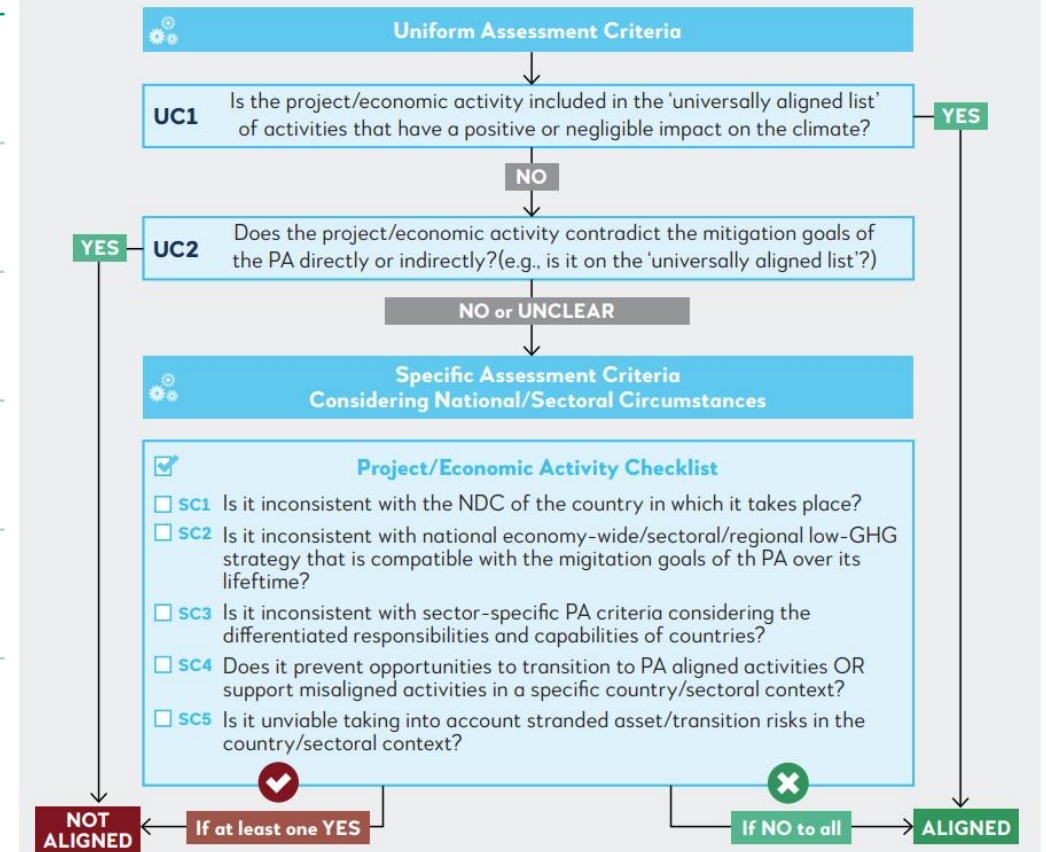 Uniform Assessment Criteria
UC1
Is the project/economic activity included in the 'universally aligned list'
of activities that have a positive or negligible impact on the climate?
YES
NO
YES
UC2
Does the project/economic activity contradict the mitigation goals of
the PA directly or indirectly?(e.g., is it on the 'universally aligned list'?)
NO or UNCLEAR
Specific Assessment Criteria
Considering National/Sectoral Circumstances
Project/Economic Activity Checklist
SC1 Is it inconsistent with the NDC of the country in which it takes place?
SC2 Is it inconsistent with national economy-wide/sectoral/regional low-GHG
strategy that is compatible with the migitation goals of th PA over its
lifeftime?
SC3 Is it inconsistent with sector-specific PA criteria considering the
differentiated responsibilities and capabilities of countries?
SC4 Does it prevent opportunities to transition to PA aligned activities OR
support misaligned activities in a specific country/sectoral context?
SC5 Is it unviable taking into account stranded asset/transition risks in the
country/sectoral context?
NOT
ALIGNED
If at least one YES
If NO to all
ALIGNED